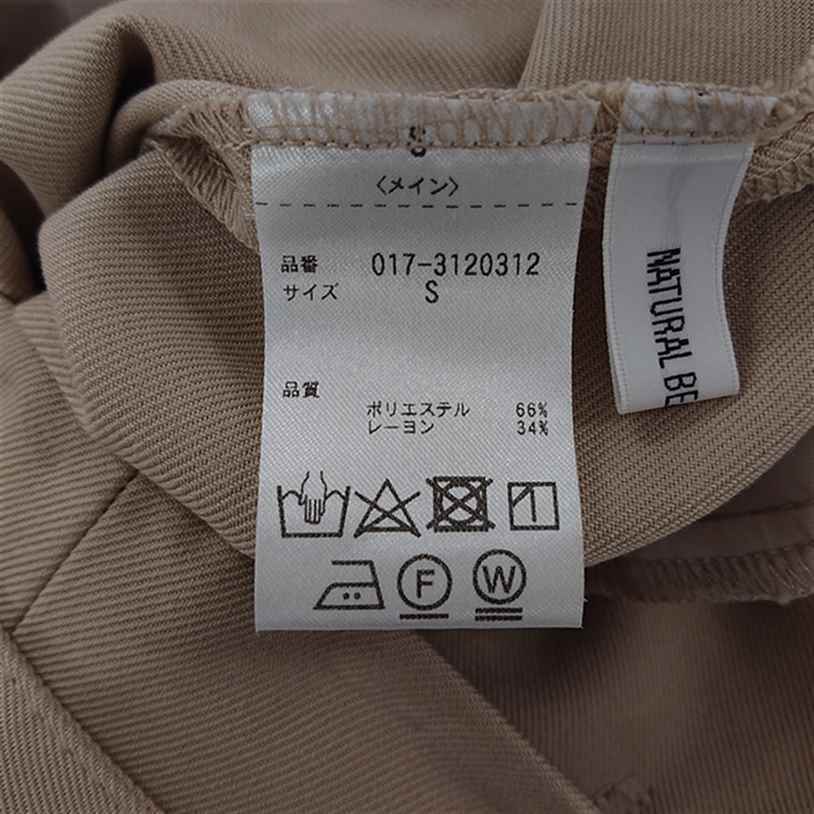 〈メイン〉
品番 017-3120312
サイズ S
品質
ポリエステル 66%
レーヨン 34%
F W
NATURAL BE